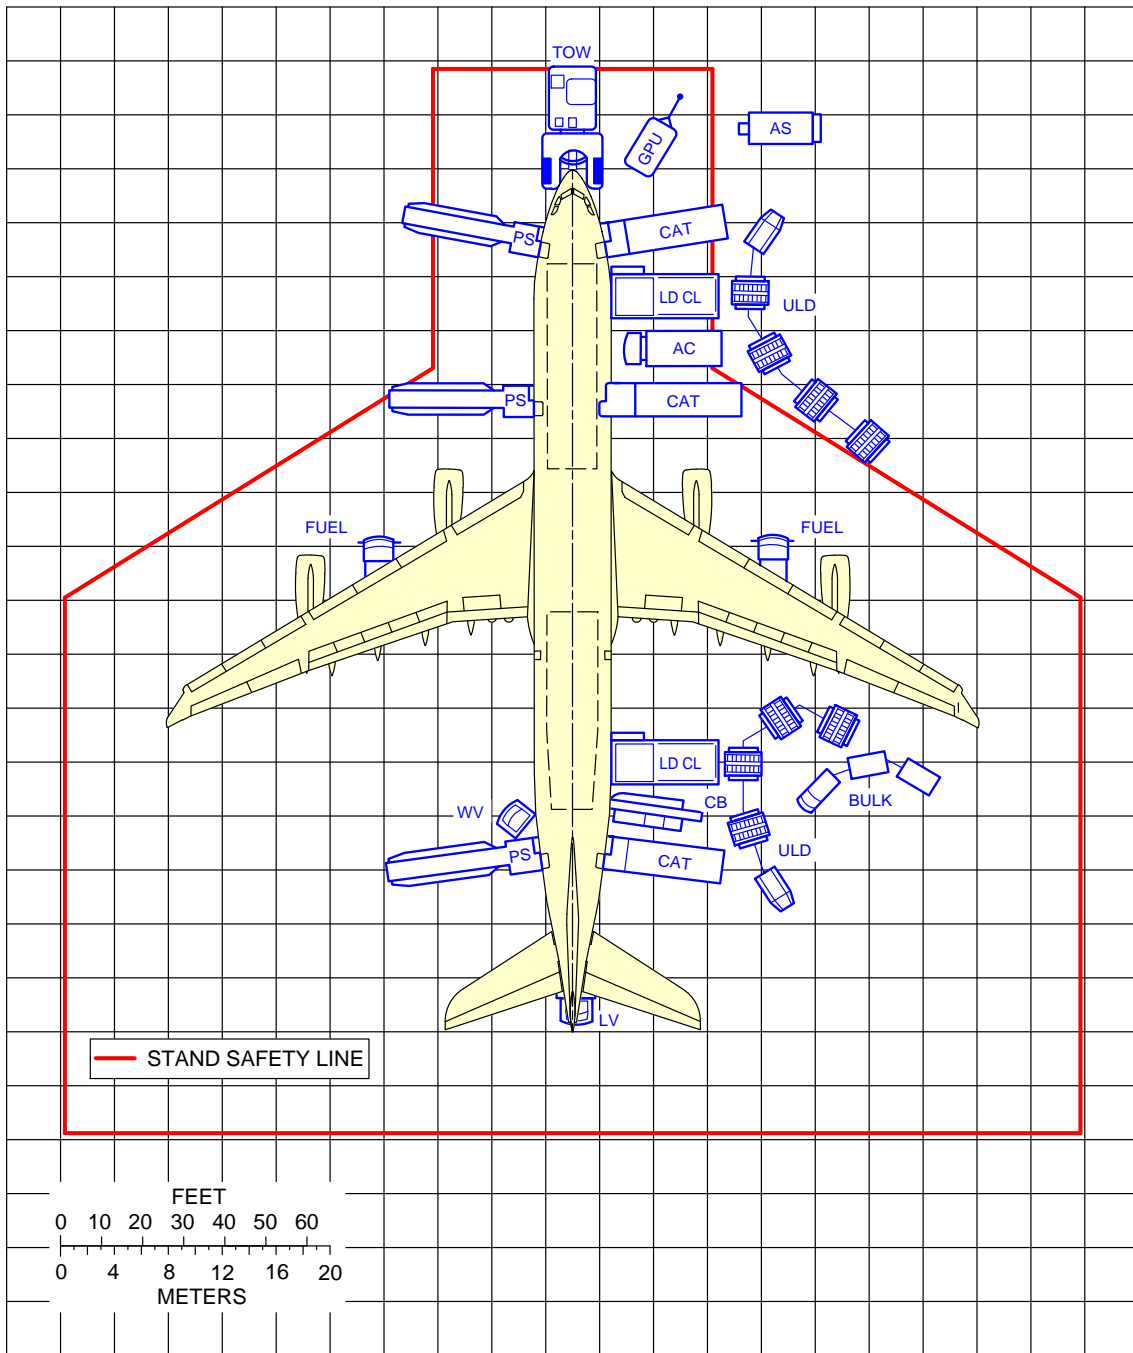 TOW
AS
GPU
PS
CAT
LD CL
ULD
AC
PS
CAT
FUEL
FUEL
LD CL
CB
BULK
WV
PS
CAT
ULD
LV
STAND SAFETY LINE
FEET
0 10 20 30 40 50 60
0 4 8 12 16 20
METERS